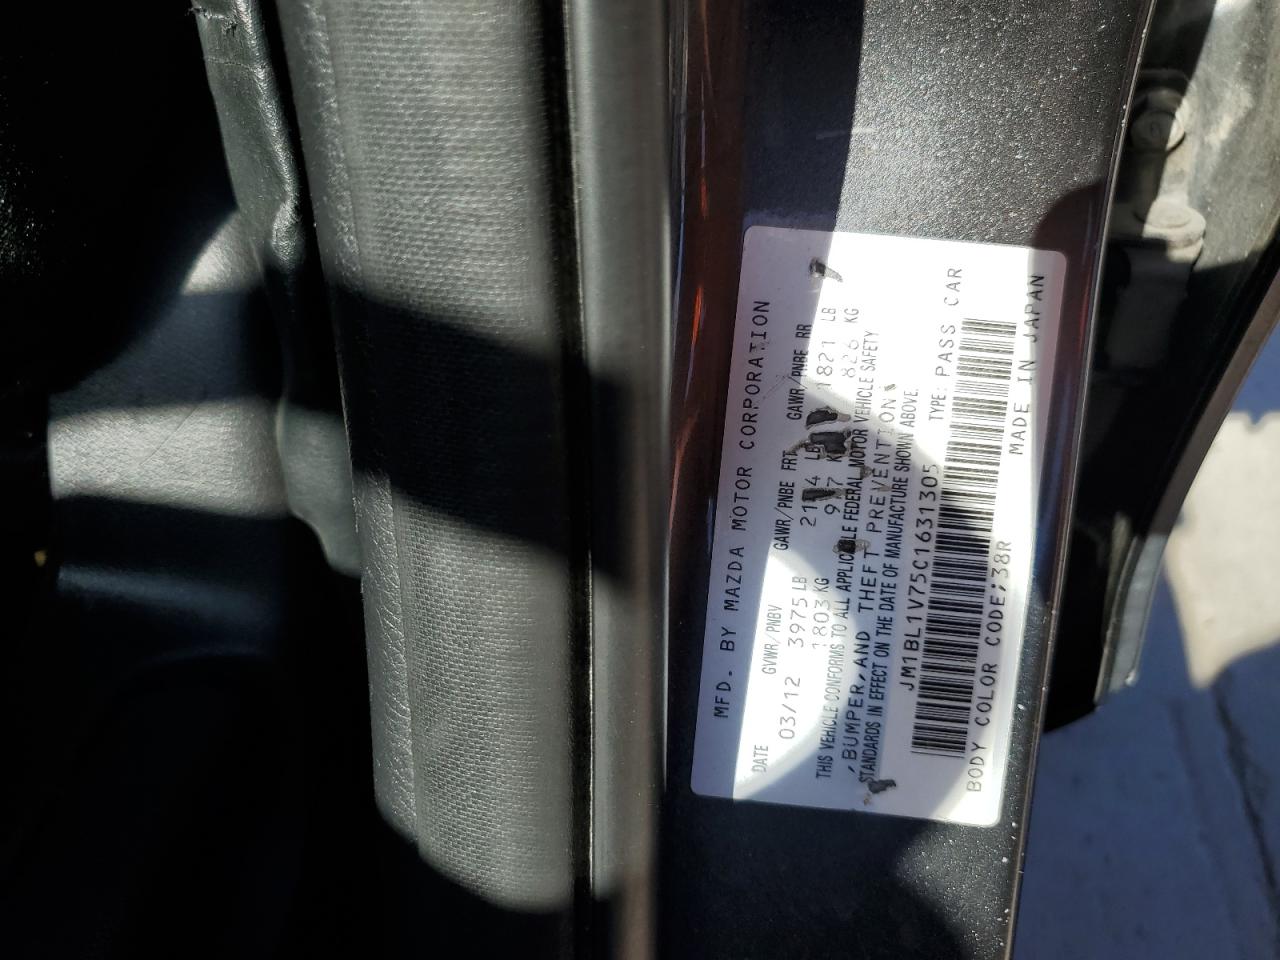 MFD. BY MAZDA MOTOR CORPORATION
DATE GVWR/PNBV GAWR/PNBE FRT GAWR/PNBE RR
03/12 3975 LB LB 1821 LB
1803 KG 826 KG
THIS VEHICLE CONFORMS TO ALL APPLICABLE FEDERAL MOTOR VEHICLE SAFETY
,BUMPER,AND THEFT PREVENTION
STANDARDS IN EFFECT ON THE DATE OF MANUFACTURE SHOWN ABOVE.
JM1BL1V75C1631305 TYPE: PASS CAR
BODY COLOR CODE;38R MADE IN JAPAN